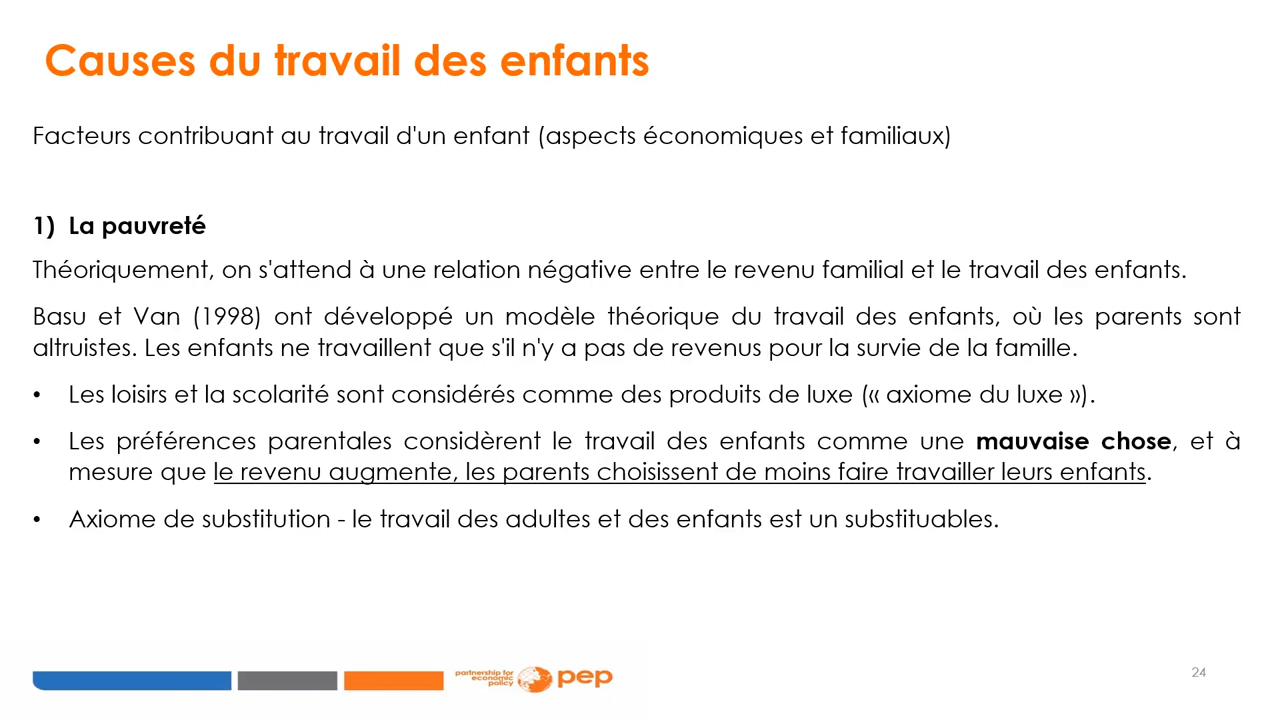 Causes du travail des enfants
Facteurs contribuant au travail d'un enfant (aspects économiques et familiaux)
1) La pauvreté
Théoriquement, on s'attend à une relation négative entre le revenu familial et le travail des enfants.
Basu et Van (1998) ont développé un modèle théorique du travail des enfants, où les parents sont
altruistes. Les enfants ne travaillent que s'il n'y a pas de revenus pour la survie de la famille.
• Les loisirs et la scolarité sont considérés comme des produits de luxe (« axiome du luxe »).
• Les préférences parentales considèrent le travail des enfants comme une mauvaise chose, et à
mesure que le revenu augmente, les parents choisissent de moins faire travailler leurs enfants.
• Axiome de substitution - le travail des adultes et des enfants est un substituables.
partnership for
economic
policy
pep
24